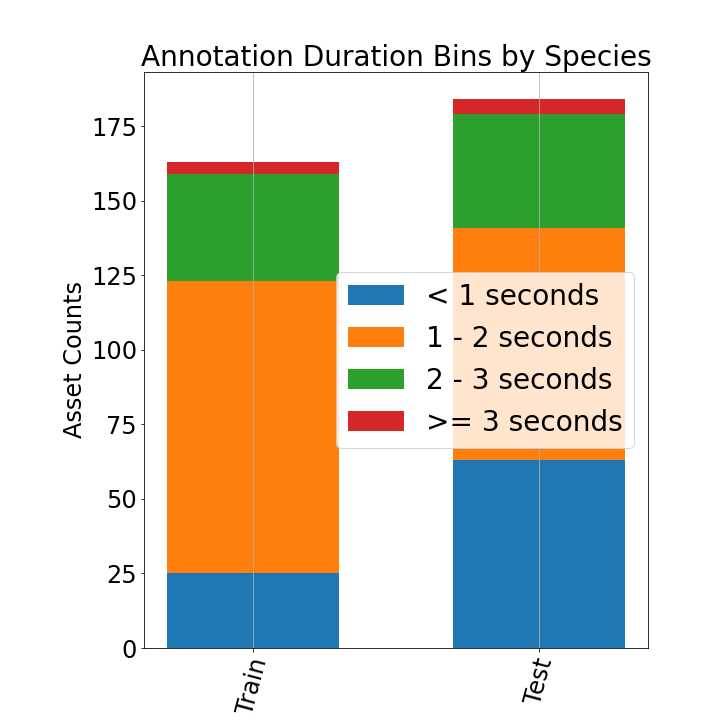 Annotation Duration Bins by Species
Asset Counts
175
150
125
100
75
50
25
0
< 1 seconds
1 - 2 seconds
2 - 3 seconds
>= 3 seconds
Train
Test